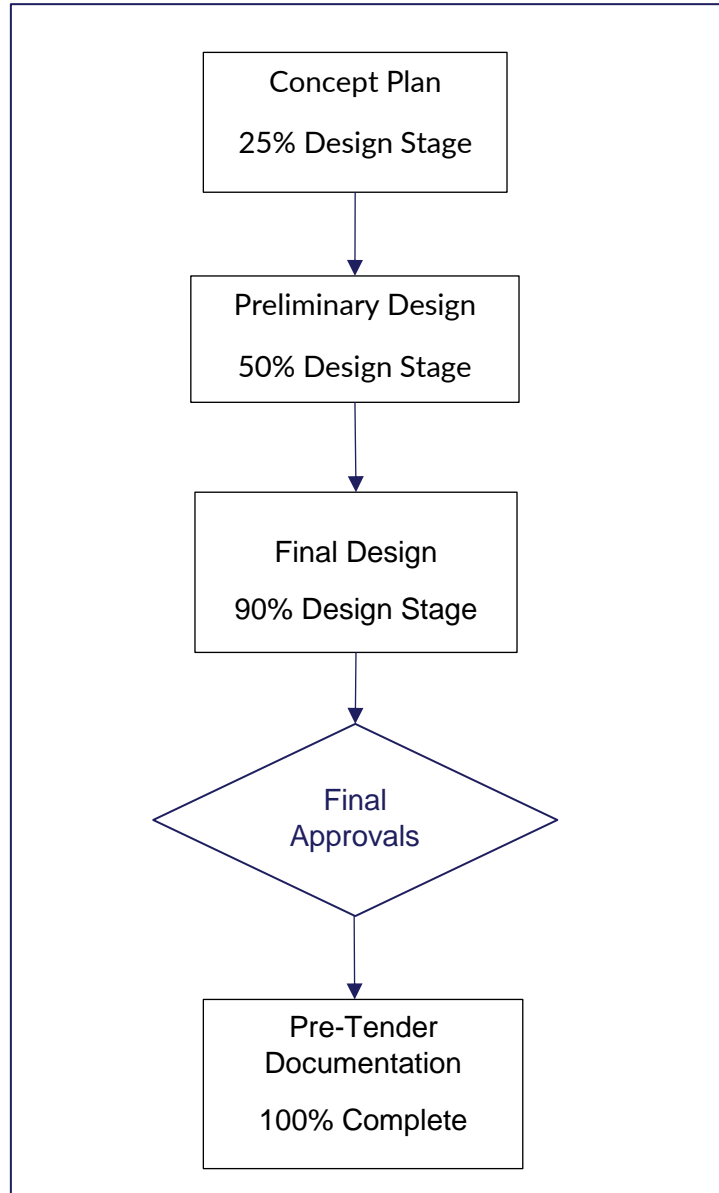 Concept Plan
25% Design Stage
Preliminary Design
50% Design Stage
Final Design
90% Design Stage
Final
Approvals
Pre-Tender
Documentation
100% Complete